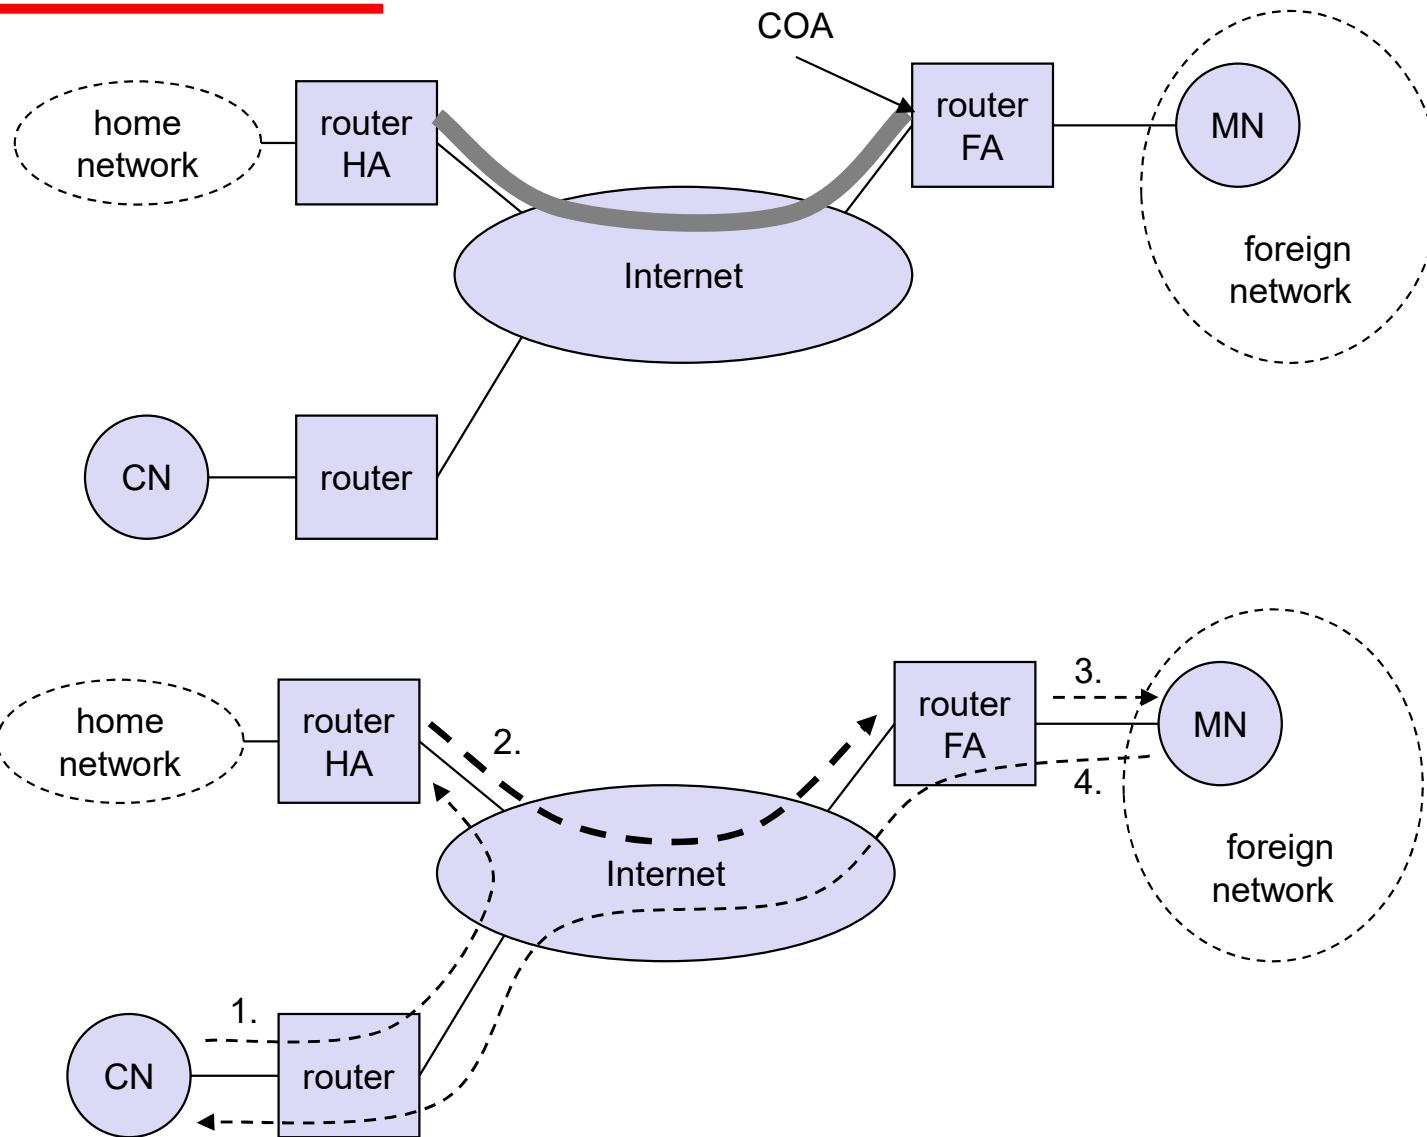 COA
home
network
router
HA
router
FA
MN
foreign
network
Internet
CN
router
home
network
router
HA
2.
router
FA
3.
MN
4.
foreign
network
Internet
1.
CN
router